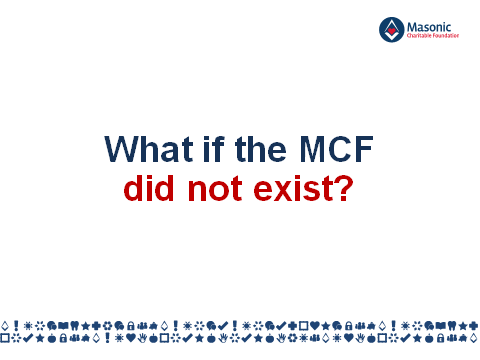 Masonic
Charitable Foundation
What if the MCF
did not exist?